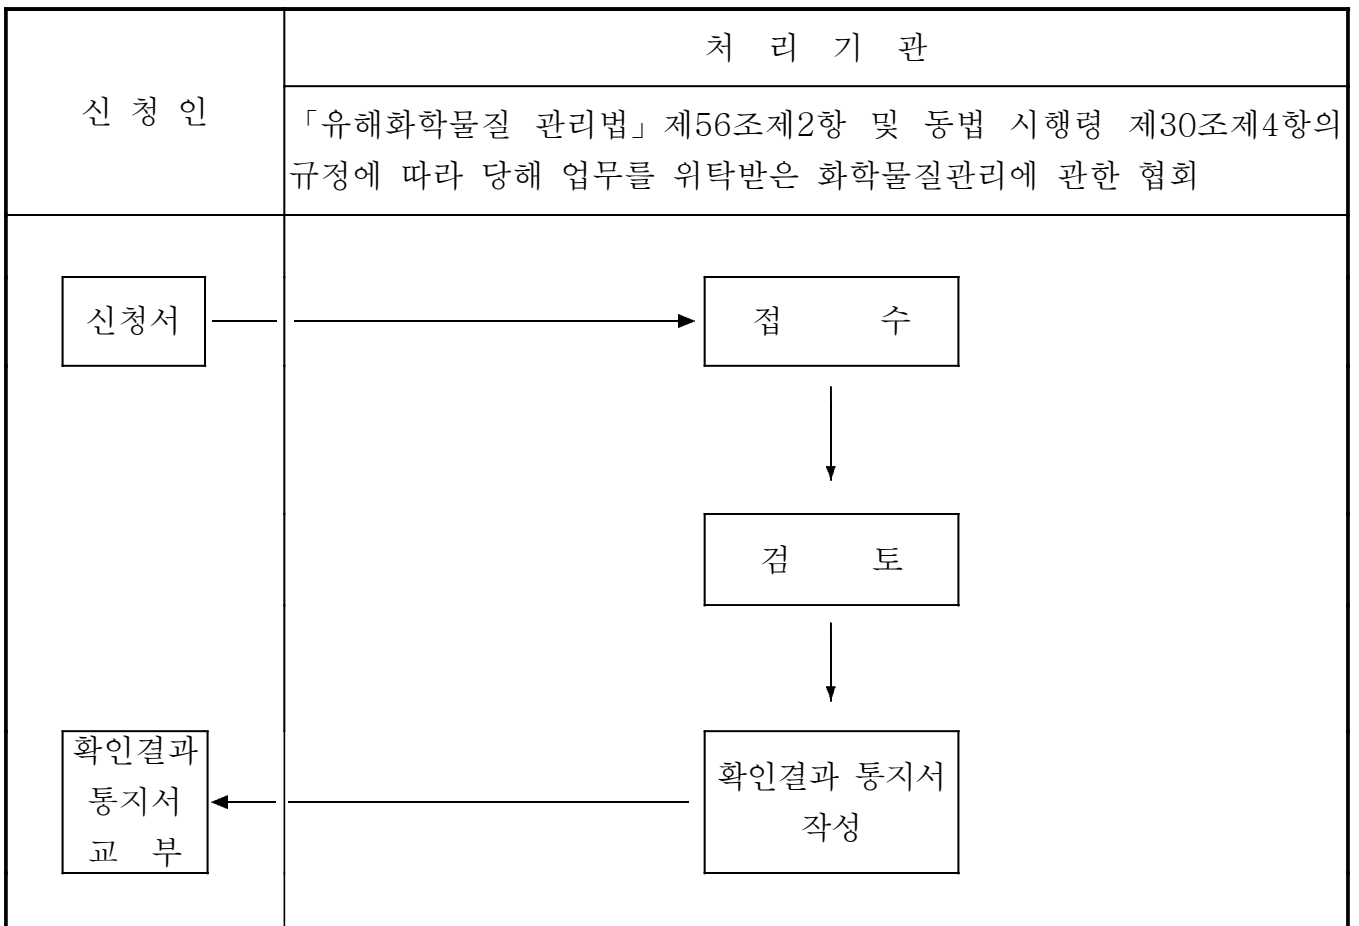 처 리 기 관
신 청 인
「유해화학물질 관리법」제56조제2항 및 동법 시행령 제30조제4항의
규정에 따라 당해 업무를 위탁받은 화학물질관리에 관한 협회
신청서
접 수
검 토
확인결과
통지서
교 부
확인결과 통지서
작성